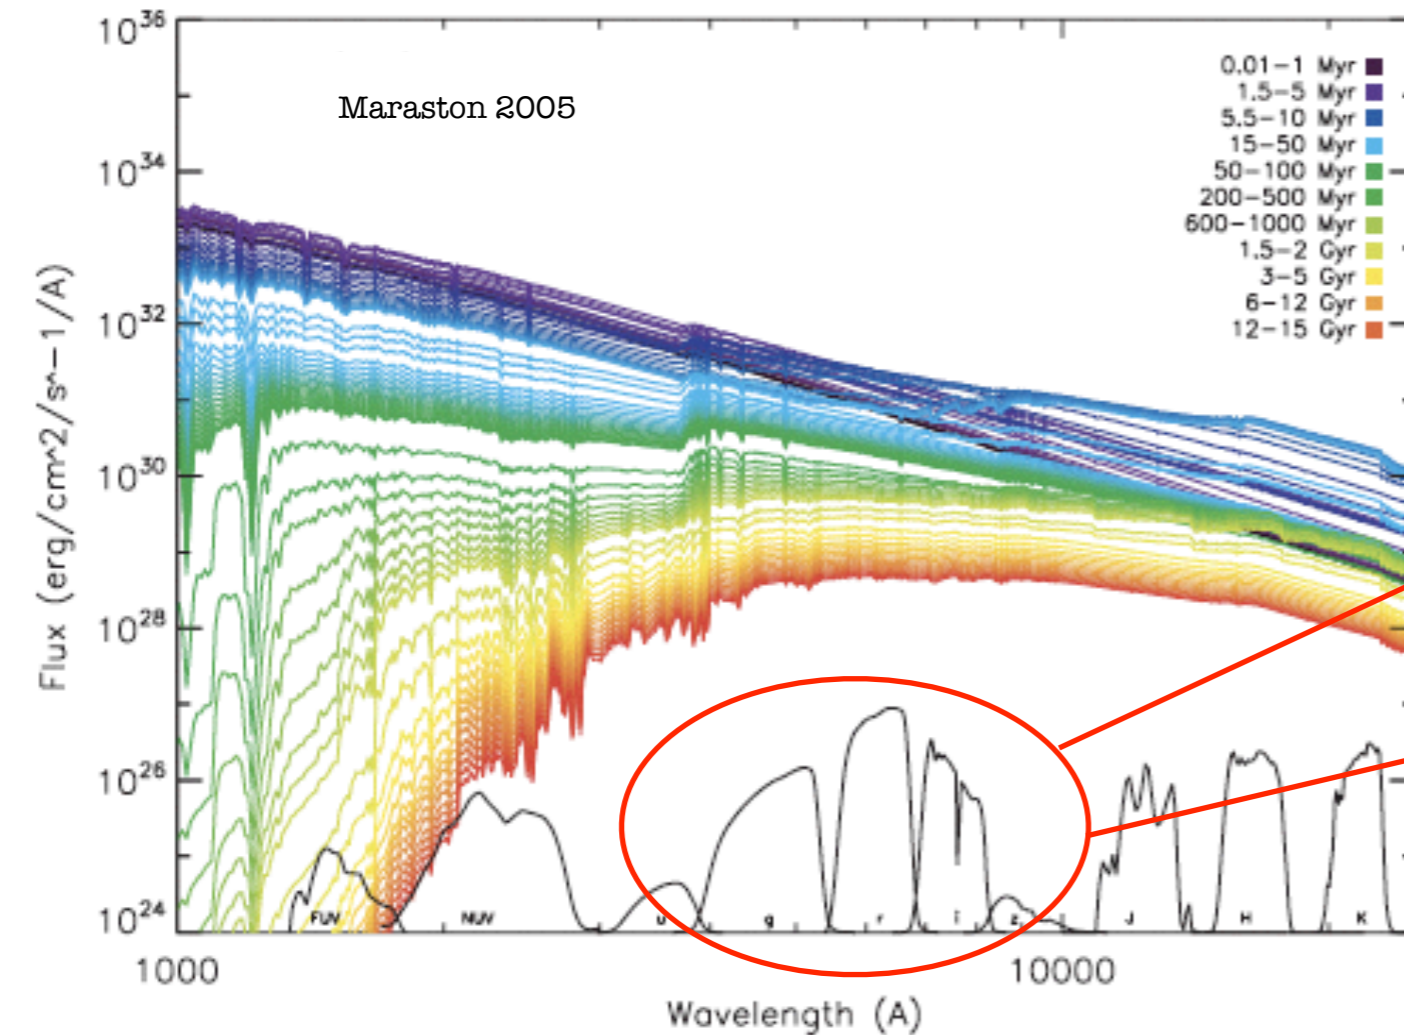 Maraston 2005
0.01-1 Myr
1.5-5 Myr
5.5-10 Myr
15-50 Myr
50-100 Myr
200-500 Myr
600-1000 Myr
1.5-2 Gyr
3-5 Gyr
6-12 Gyr
12-15 Gyr
10^36
10^34
10^32
10^30
10^28
10^26
10^24
Flux (erg/cm^2/s^-1/A)
FUV NUV u g r i z J H K
1000 10000
Wavelength (A)